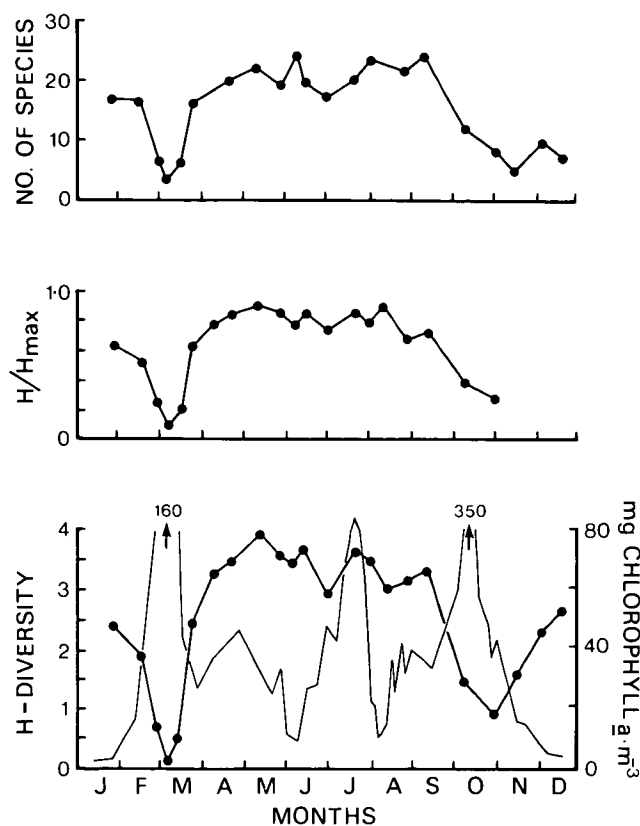 30
20
10
0
NO. OF SPECIES
1·0
0
H/Hmax
160
350
4
3
2
1
0
H-DIVERSITY
80
40
0
mg CHLOROPHYLL a·m-3
J F M A M J J A S O N D
MONTHS